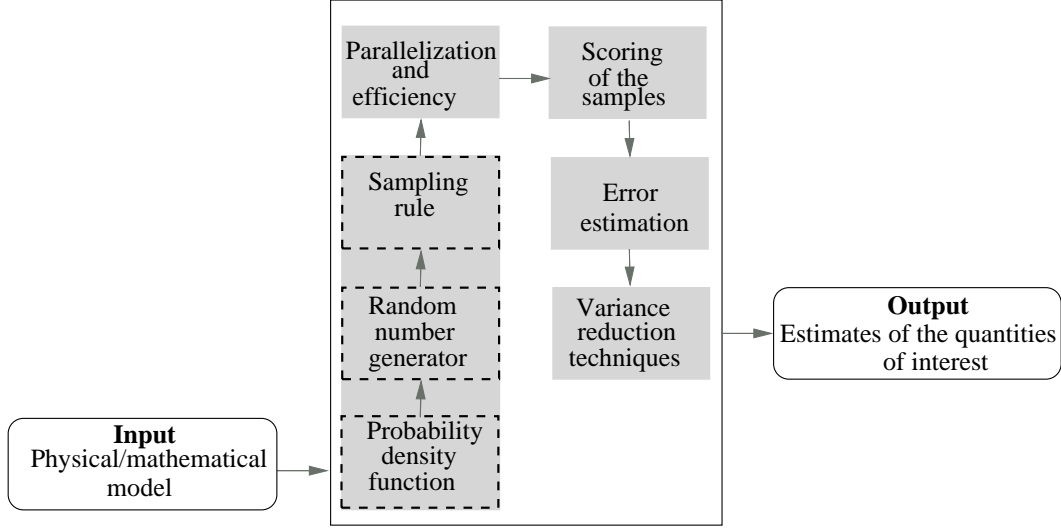 Input
Physical/mathematical
model
Probability
density
function
Random
number
generator
Sampling
rule
Parallelization
and
efficiency
Scoring
of the
samples
Error
estimation
Variance
reduction
techniques
Output
Estimates of the quantities
of interest